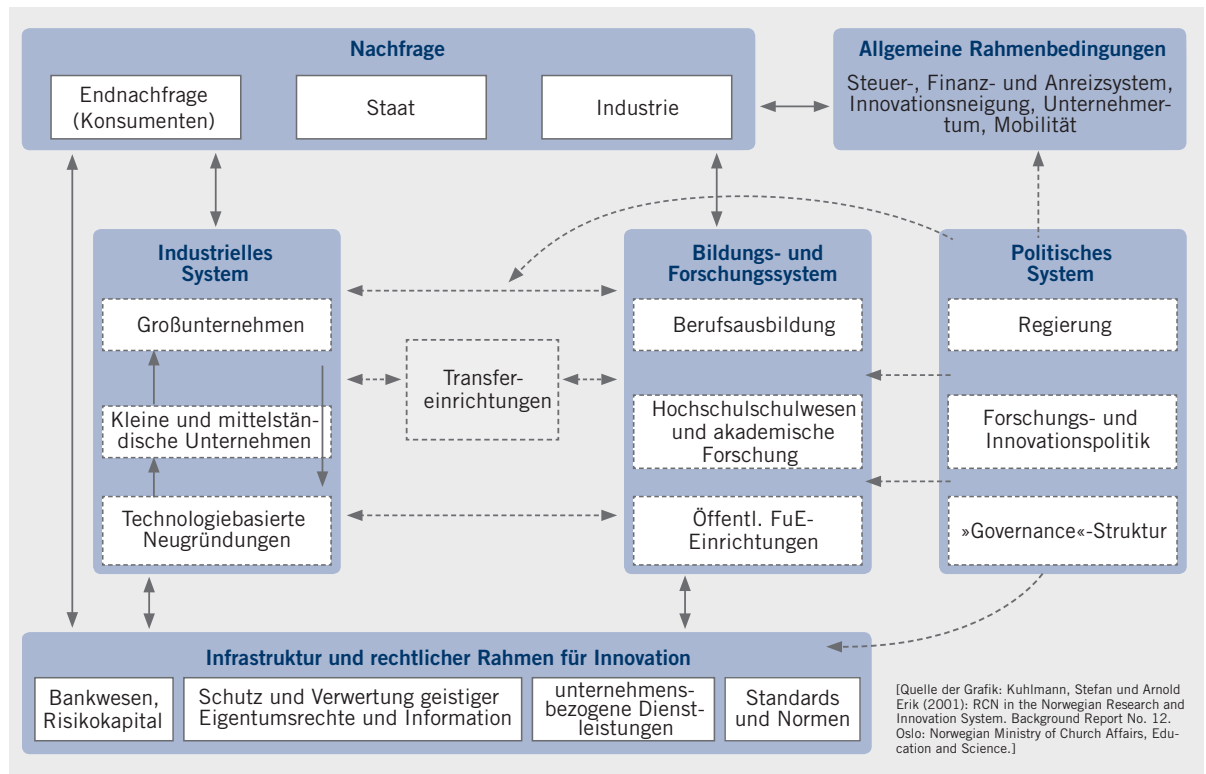 Nachfrage
Endnachfrage
(Konsumenten)
Staat
Industrie
Allgemeine Rahmenbedingungen
Steuer-, Finanz- und Anreizsystem,
Innovationsneigung, Unternehmer-
tum, Mobilität
Industrielles
System
Großunternehmen
Kleine und mittelstän-
dische Unternehmen
Technologiebasierte
Neugründungen
Transfer-
einrichtungen
Bildungs- und
Forschungssystem
Berufsausbildung
Hochschulschulwesen
und akademische
Forschung
Öffentl. FuE-
Einrichtungen
Politisches
System
Regierung
Forschungs- und
Innovationspolitik
»Governance«-Struktur
Infrastruktur und rechtlicher Rahmen für Innovation
Bankwesen,
Risikokapital
Schutz und Verwertung geistiger
Eigentumsrechte und Information
unternehmens-
bezogene Dienst-
leistungen
Standards
und Normen
[Quelle der Grafik: Kuhlmann, Stefan und Arnold
Erik (2001): RCN in the Norwegian Research and
Innovation System. Background Report No. 12.
Oslo: Norwegian Ministry of Church Affairs, Edu-
cation and Science.]